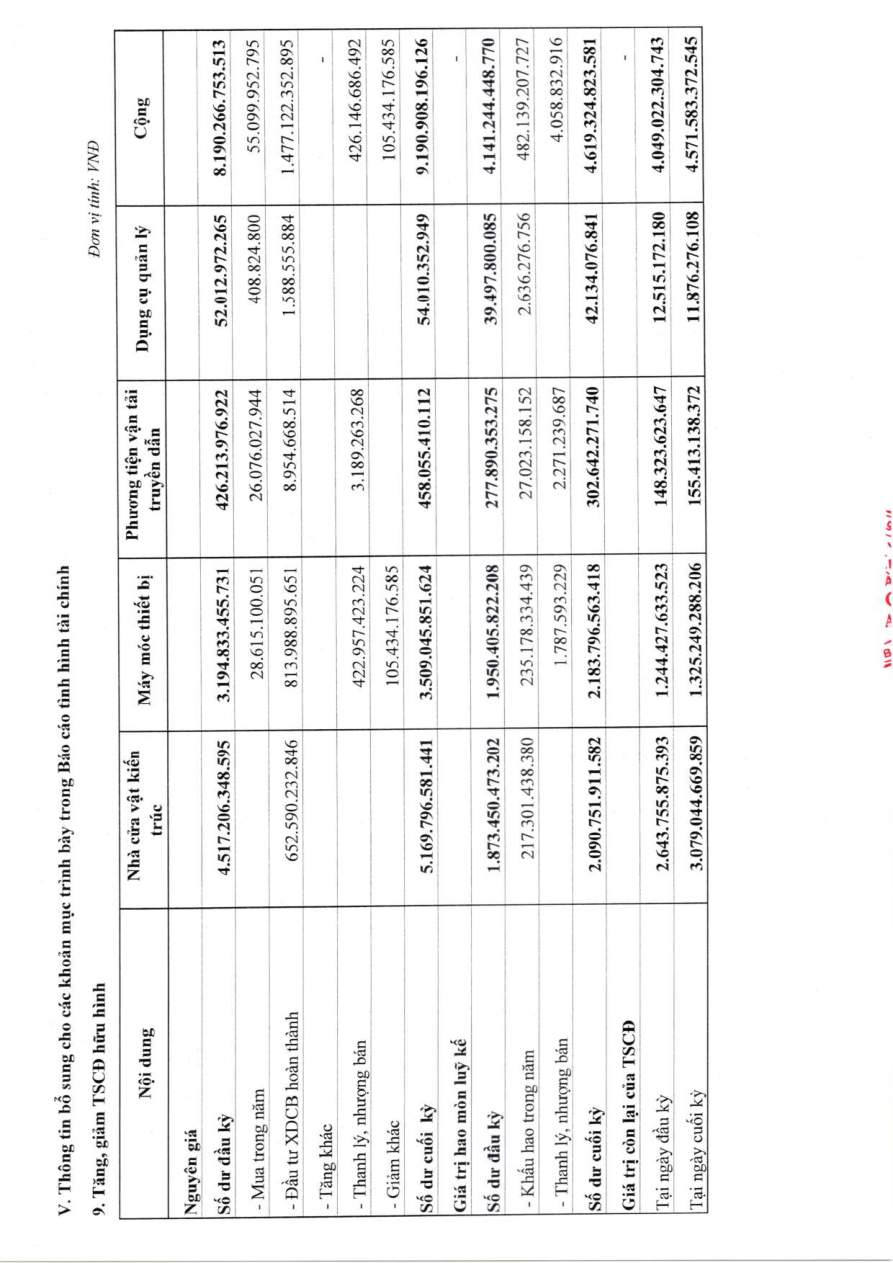 V. Thông tin bổ sung cho các khoản mục trình bày trong Báo cáo tình hình tài chính
9. Tăng, giảm TSCĐ hữu hình
Đơn vị tính: VNĐ
Nội dung | Nhà cửa vật kiến trúc | Máy móc thiết bị | Phương tiện vận tải truyền dẫn | Dụng cụ quản lý | Cộng
Nguyên giá
Số dư đầu kỳ | 4.517.206.348.595 | 3.194.833.455.731 | 426.213.976.922 | 52.012.972.265 | 8.190.266.753.513
- Mua trong năm | | 28.615.100.051 | 26.076.027.944 | 408.824.800 | 55.099.952.795
- Đầu tư XDCB hoàn thành | 652.590.232.846 | 813.988.895.651 | 8.954.668.514 | 1.588.555.884 | 1.477.122.352.895
- Tăng khác | | | | | -
- Thanh lý, nhượng bán | | 422.957.423.224 | 3.189.263.268 | | 426.146.686.492
- Giảm khác | | 105.434.176.585 | | | 105.434.176.585
Số dư cuối kỳ | 5.169.796.581.441 | 3.509.045.851.624 | 458.055.410.112 | 54.010.352.949 | 9.190.908.196.126
Giá trị hao mòn luỹ kế | | | | | -
Số dư đầu kỳ | 1.873.450.473.202 | 1.950.405.822.208 | 277.890.353.275 | 39.497.800.085 | 4.141.244.448.770
- Khấu hao trong năm | 217.301.438.380 | 235.178.334.439 | 27.023.158.152 | 2.636.276.756 | 482.139.207.727
- Thanh lý, nhượng bán | | 1.787.593.229 | 2.271.239.687 | | 4.058.832.916
Số dư cuối kỳ | 2.090.751.911.582 | 2.183.796.563.418 | 302.642.271.740 | 42.134.076.841 | 4.619.324.823.581
Giá trị còn lại của TSCĐ | | | | | -
Tại ngày đầu kỳ | 2.643.755.875.393 | 1.244.427.633.523 | 148.323.623.647 | 12.515.172.180 | 4.049.022.304.743
Tại ngày cuối kỳ | 3.079.044.669.859 | 1.325.249.288.206 | 155.413.138.372 | 11.876.276.108 | 4.571.583.372.545